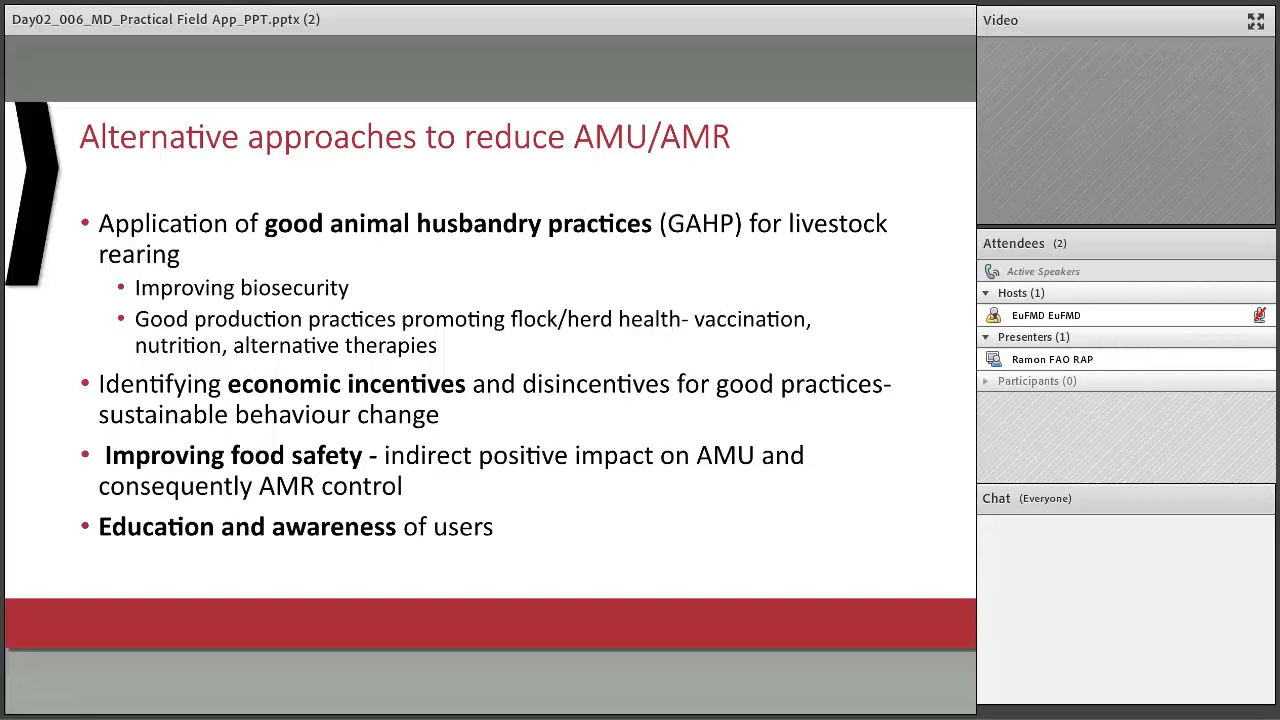 Day02_006_MD_Practical Field App_PPT.pptx (2)
Alternative approaches to reduce AMU/AMR
• Application of good animal husbandry practices (GAHP) for livestock
rearing
• Improving biosecurity
• Good production practices promoting flock/herd health- vaccination,
nutrition, alternative therapies
• Identifying economic incentives and disincentives for good practices-
sustainable behaviour change
• Improving food safety - indirect positive impact on AMU and
consequently AMR control
• Education and awareness of users
Video
Attendees (2)
Active Speakers
Hosts (1)
EuFMD EuFMD
Presenters (1)
Ramon FAO RAP
Participants (0)
Chat (Everyone)